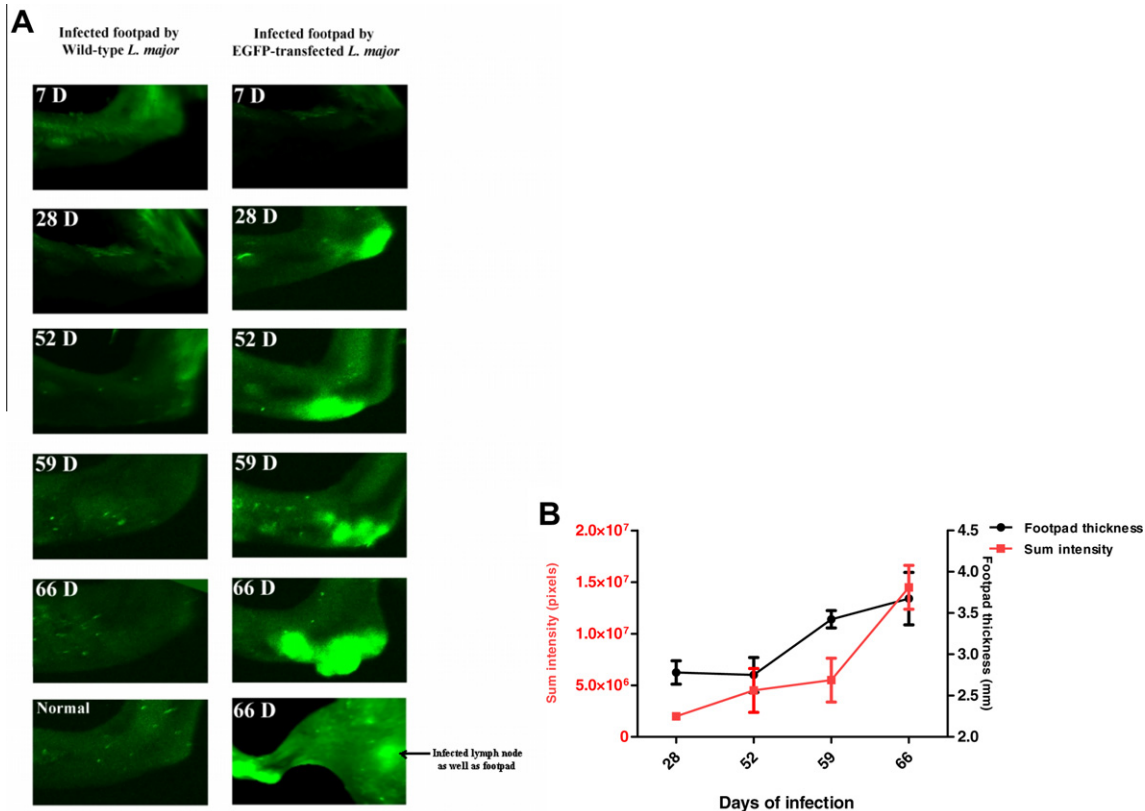 A
Infected footpad by
Wild-type L. major
Infected footpad by
EGFP-transfected L. major
7 D
7 D
28 D
28 D
52 D
52 D
59 D
59 D
66 D
66 D
Normal
66 D
Infected lymph node
as well as footpad
B
Footpad thickness
Sum intensity
Sum intensity (pixels)
2.0×10⁷
1.5×10⁷
1.0×10⁷
5.0×10⁶
0
4.5
4.0
3.5
3.0
2.5
2.0
Footpad thickness (mm)
28
52
59
66
Days of infection